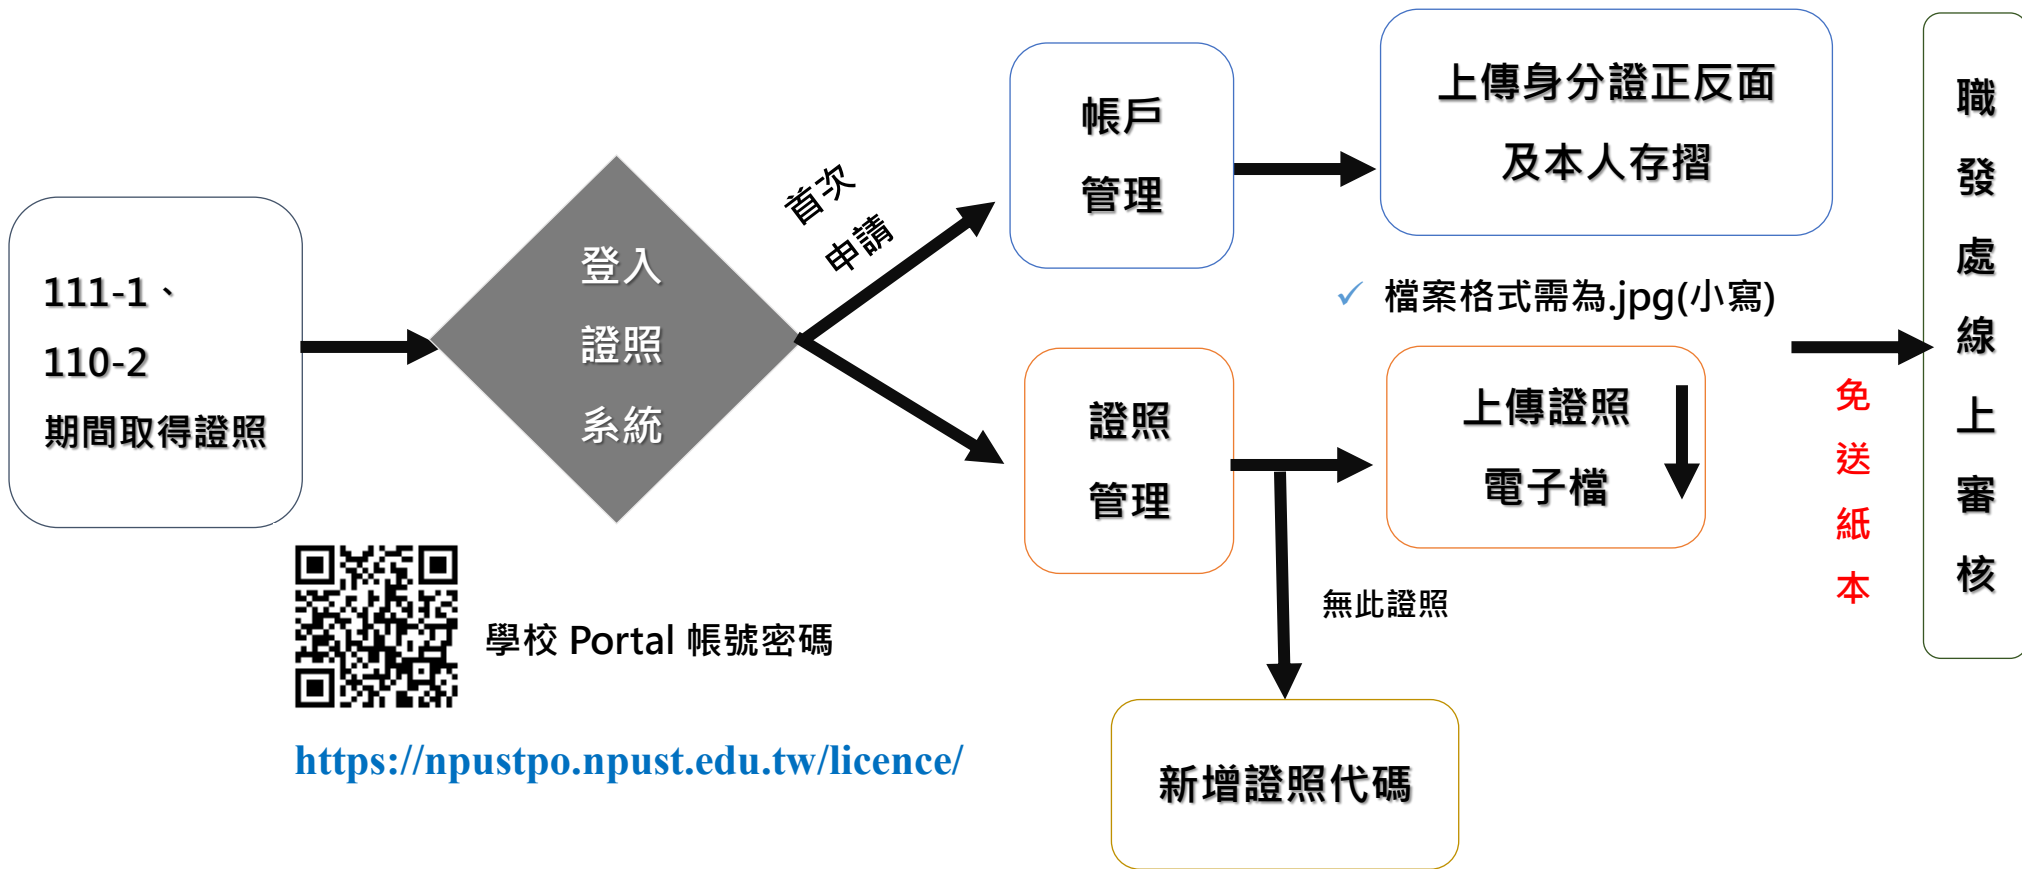 111-1、
110-2
期間取得證照
登入
證照
系統
學校 Portal 帳號密碼
https://npustpo.npust.edu.tw/licence/
首次
申請
帳戶
管理
上傳身分證正反面
及本人存摺
✓ 檔案格式需為.jpg(小寫)
證照
管理
上傳證照
電子檔
無此證照
新增證照代碼
免
送
紙
本
職
發
處
線
上
審
核